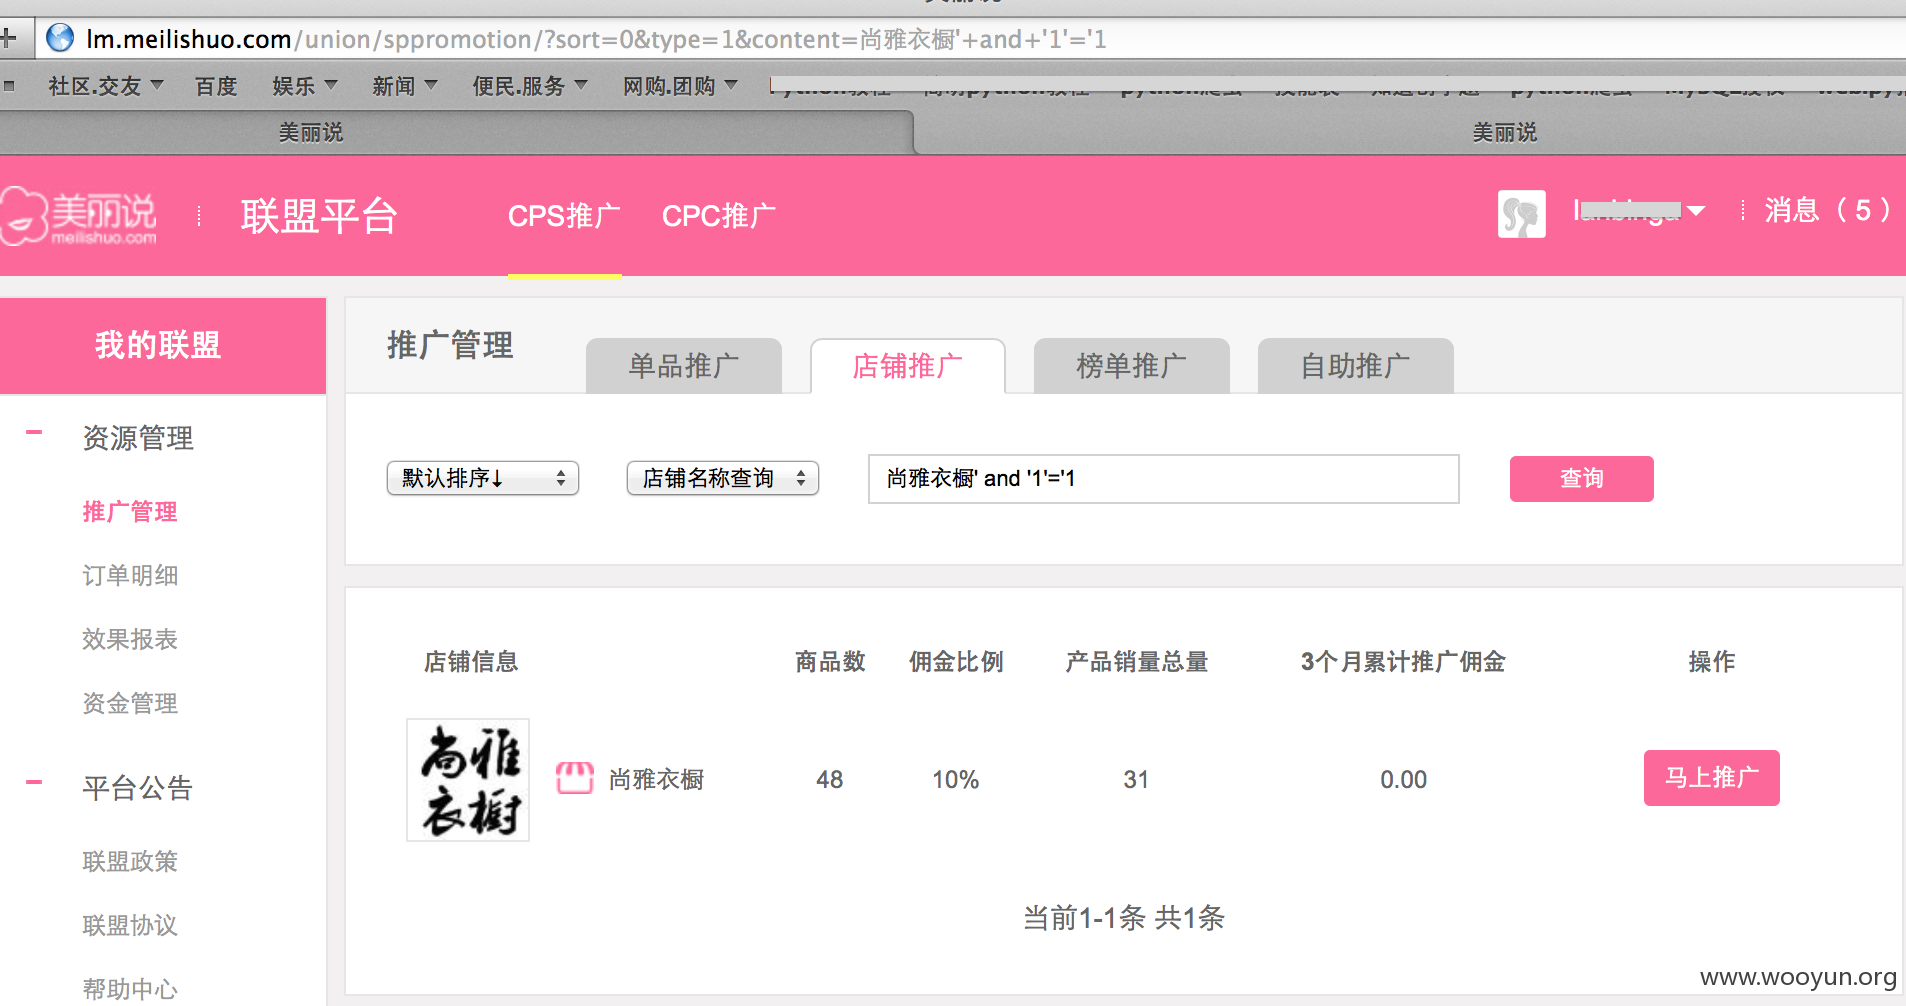 lm.meilishuo.com/union/sppromotion/?sort=0&type=1&content=尚雅衣橱'+and+'1'='1
社区.交友 百度 娱乐 新闻 便民.服务 网购.团购
美丽说 美丽说
美丽说 meilishuo.com 联盟平台 CPS推广 CPC推广 消息（5）
我的联盟
推广管理 单品推广 店铺推广 榜单推广 自助推广
资源管理
默认排序↓ 店铺名称查询 尚雅衣橱' and '1'='1 查询
推广管理
订单明细
效果报表
资金管理
平台公告
联盟政策
联盟协议
帮助中心
店铺信息 商品数 佣金比例 产品销量总量 3个月累计推广佣金 操作
尚雅衣橱 尚雅衣橱 48 10% 31 0.00 马上推广
当前1-1条 共1条
www.wooyun.org